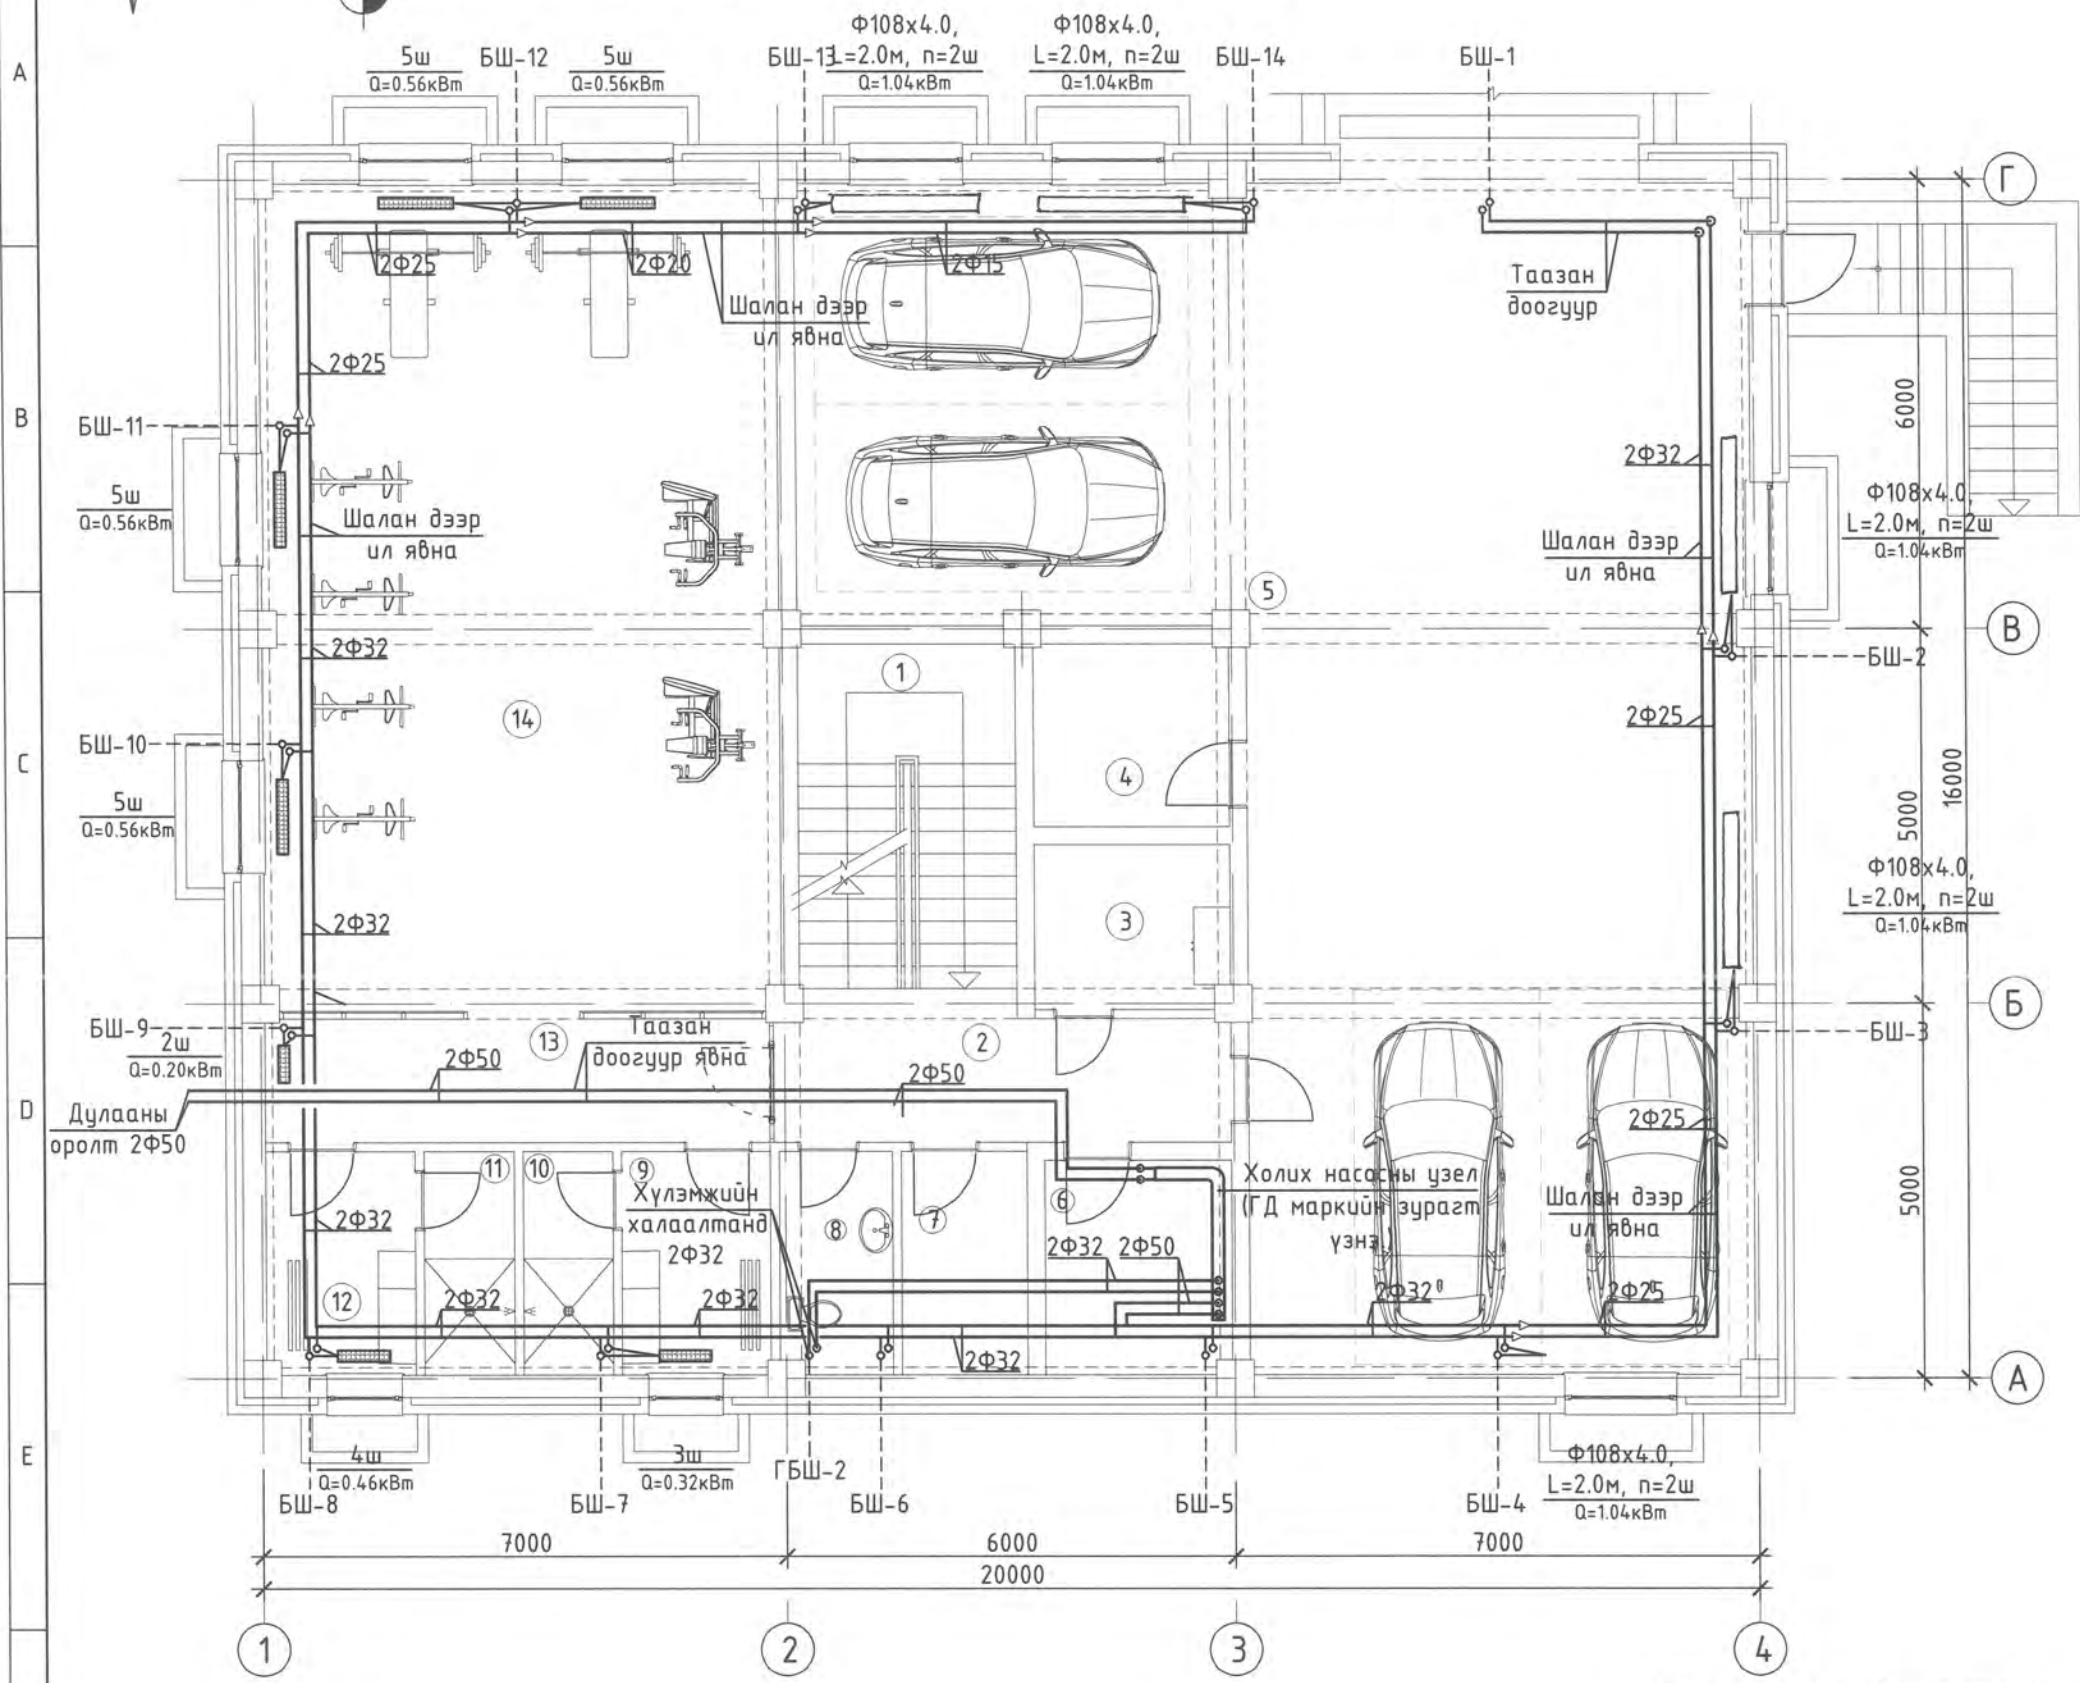 Ф108х4.0,
L=2.0м, n=2ш
Q=1.04кВт
Ф108х4.0,
L=2.0м, n=2ш
Q=1.04кВт
5ш
Q=0.56кВт
БШ-12
5ш
Q=0.56кВт
БШ-13
БШ-14
БШ-1
A
Г
2Ф25
2Ф20
2Ф15
Таазан
доогуур
Шалан дээр
ил явна
2Ф25
6000
B
БШ-11
2Ф32
5ш
Q=0.56кВт
Шалан дээр
ил явна
Шалан дээр
ил явна
Ф108х4.0,
L=2.0м, n=2ш
Q=1.04кВт
5
В
2Ф32
1
БШ-2
14
2Ф25
БШ-10
C
4
16000
5000
5ш
Q=0.56кВт
Ф108х4.0,
L=2.0м, n=2ш
Q=1.04кВт
2Ф32
3
Б
БШ-9
2ш
Q=0.20кВт
13
Таазан
доогуур явна
2
БШ-3
2Ф50
2Ф50
D
Дулааны
оролт 2Ф50
2Ф25
11
10
9
Хүлэмжийн
халаалтанд
2Ф32
8
7
6
Холих насосны узел
(ГД маркийн зурагт
үзнэ.)
Шалан дээр
ил явна
5000
2Ф32
2Ф32
2Ф50
12
2Ф32
2Ф32
2Ф32
2Ф25
2Ф32
А
E
4ш
Q=0.46кВт
БШ-8
3ш
Q=0.32кВт
БШ-7
ГБШ-2
БШ-6
БШ-5
БШ-4
Ф108х4.0,
L=2.0м, n=2ш
Q=1.04кВт
7000
6000
7000
20000
1
2
3
4